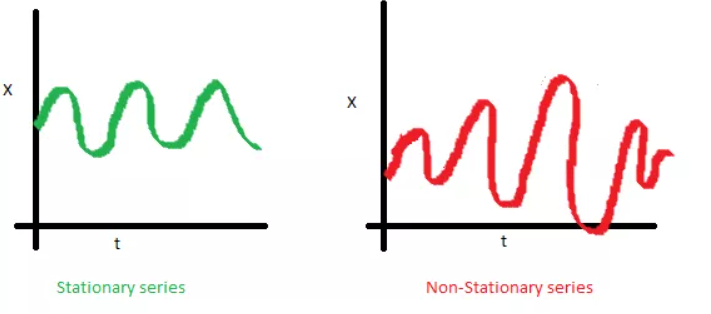 X
t
Stationary series
X
t
Non-Stationary series